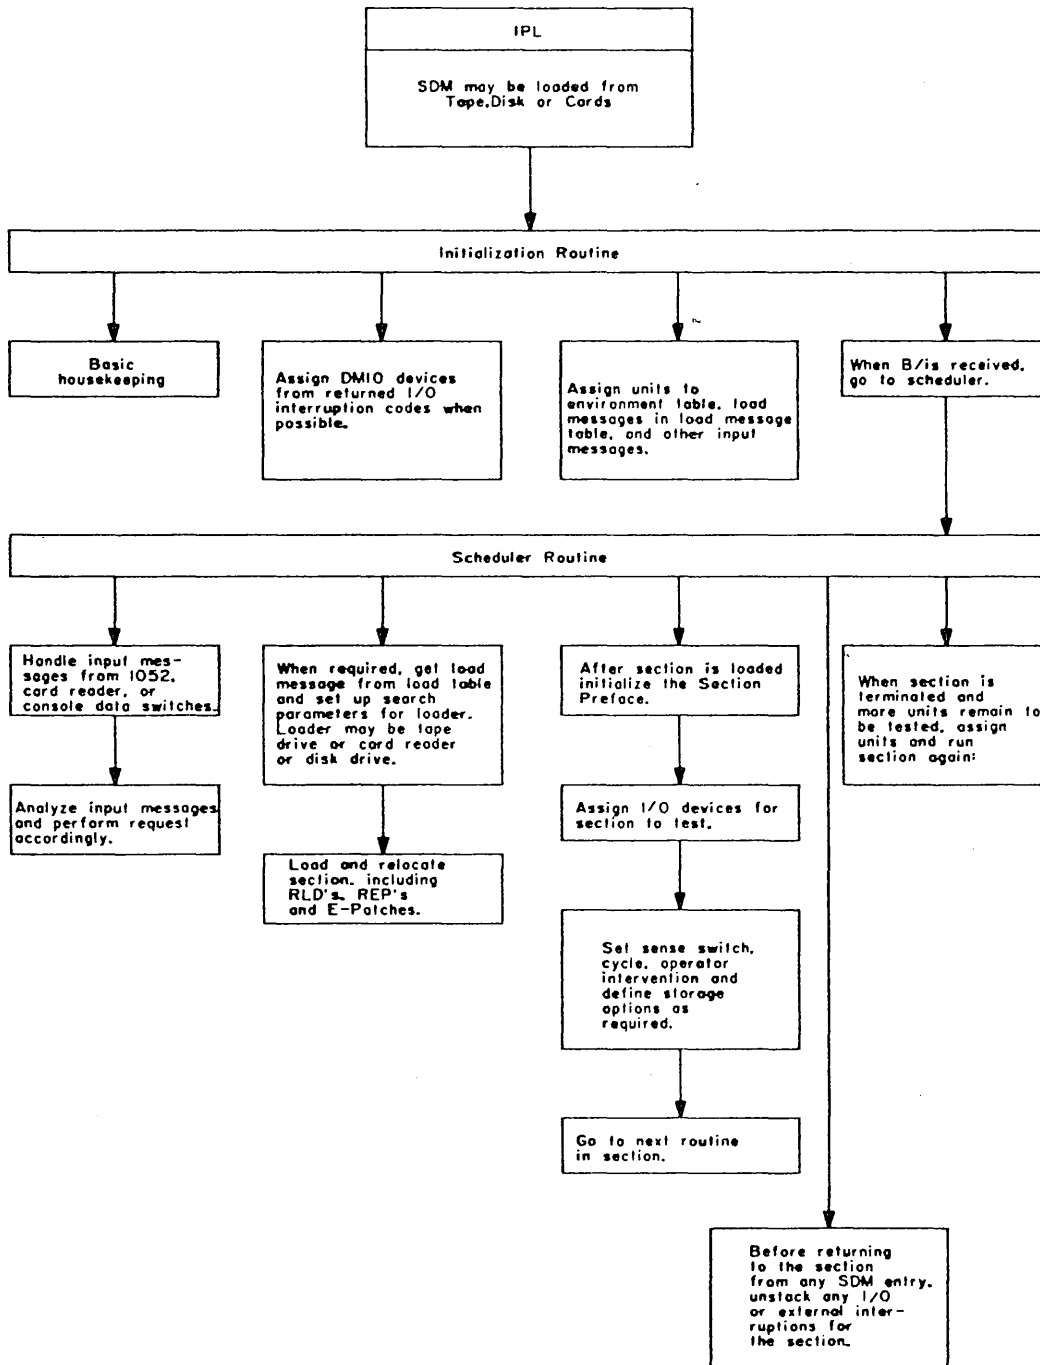 IPL
SDM may be loaded from
Tape,Disk or Cards
Initialization Routine
Basic
housekeeping
Assign DMIO devices
from returned I/O
interruption codes when
possible.
Assign units to
environment table, load
messages in load message
table, and other input
messages.
When B/is received,
go to scheduler.
Scheduler Routine
Handle input mes-
sages from 1052,
card reader, or
console data switches.
Analyze input messages
and perform request
accordingly.
When required, get load
message from load table
and set up search
parameters for loader.
Loader may be tape
drive or card reader
or disk drive.
Load and relocate
section, including
RLD's, REP's
and E-Patches.
After section is loaded
initialize the Section
Preface.
Assign I/O devices for
section to test.
Set sense switch,
cycle, operator
intervention and
define storage
options as
required.
Go to next routine
in section.
When section is
terminated and
more units remain to
be tested, assign
units and run
section again:
Before returning
to the section
from any SDM entry,
unstack any I/O
or external inter-
ruptions for
the section.